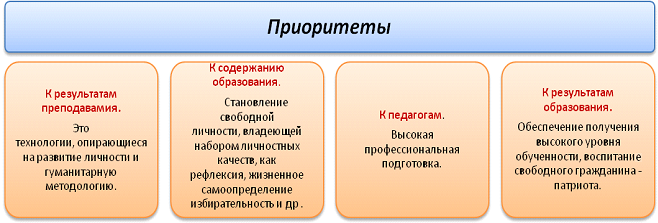 Приоритеты
К результатам
преподавамия.
Это
технологии, опирающиеся
на развитие личности и
гуманитарную
методологию.
К содержанию
образования.
Становление
свободной
личности, владеющей
набором личностных
качеств, как
рефлексия, жизненное
самоопределение
избирательность и др .
К педагогам.
Высокая
профессиональная
подготовка.
К результатам
образования.
Обеспечение получения
высокого уровня
обученности, воспитание
свободного гражданина -
патриота.